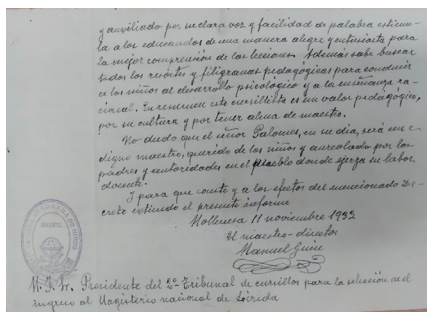 y auxiliado por su clara voz y facilidad de palabra estimu-
la a los educandos de una manera alegre y entusiasta para
la mejor comprensión de las lecciones. Además sabe buscar
todos los resortes y filigranas pedagógicas para conducir
a los niños al desarrollo psicológico y a la enseñanza ra-
cional. En resumen este cursillista es un valor pedagógico,
por su cultura y por tener alma de maestro.
No dudo que el señor Palomes, en su día, será un
digno maestro, querido de los niños y aureolado por los
padres y autoridades en el pueblo donde ejerza su labor
docente.
I para que conste y a los efectos del mencionado De-
creto extiendo el presente informe
Mollerusa 11 noviembre 1932
El maestro-director
Manuel
M. I. Sr. Presidente del 2º Tribunal de cursillos para la selección en el
ingreso al Magisterio nacional de Lérida